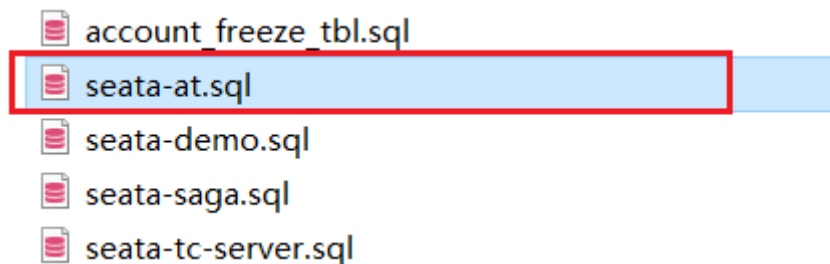 account_freeze_tbl.sql
seata-at.sql
seata-demo.sql
seata-saga.sql
seata-tc-server.sql